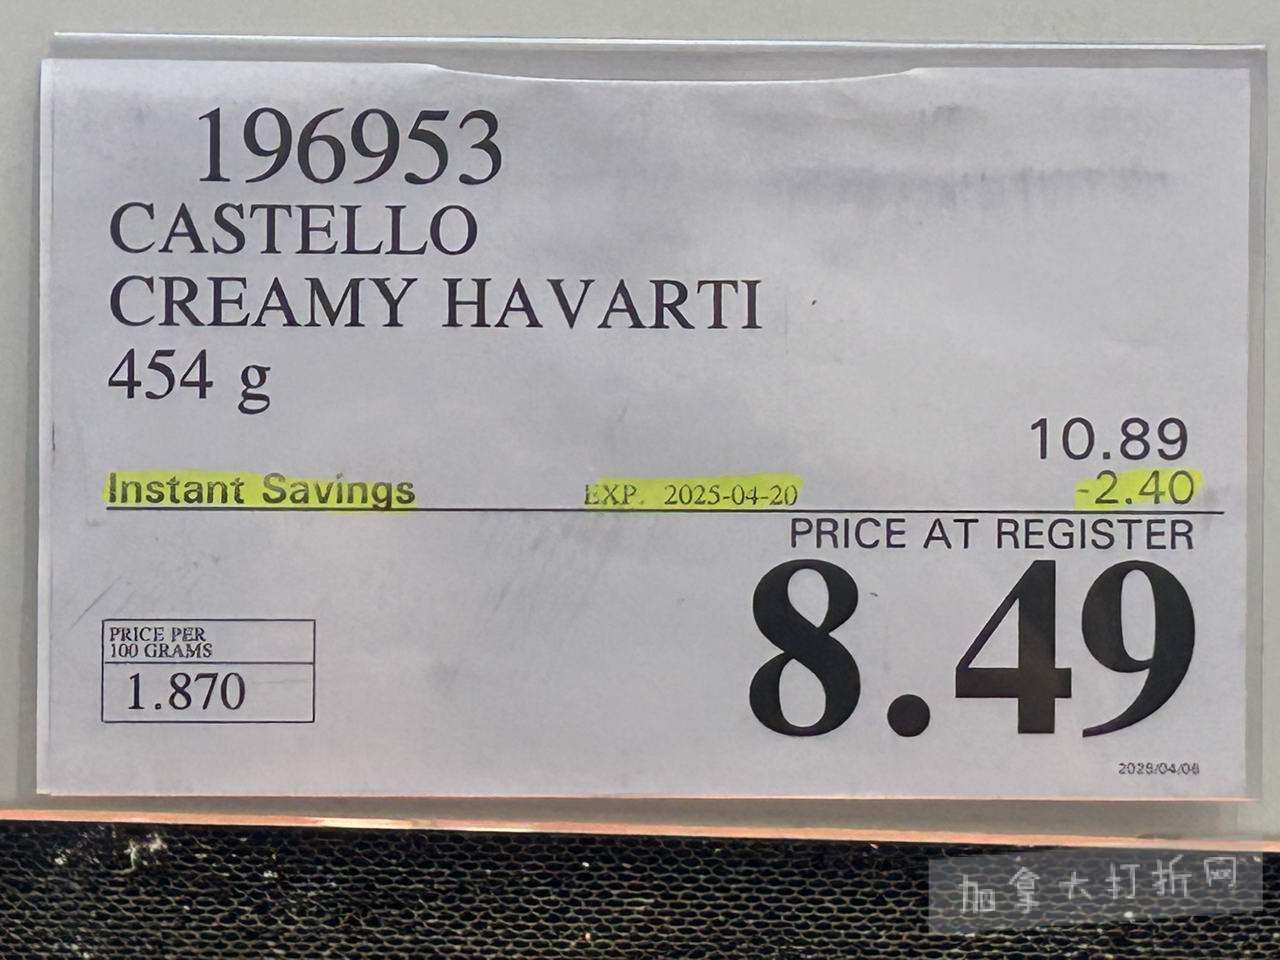 196953
CASTELLO
CREAMY HAVARTI
454 g
10.89
Instant Savings EXP. 2025-04-20 -2.40
PRICE AT REGISTER
8.49
PRICE PER
100 GRAMS
1.870
2025/04/06
加拿大打折网